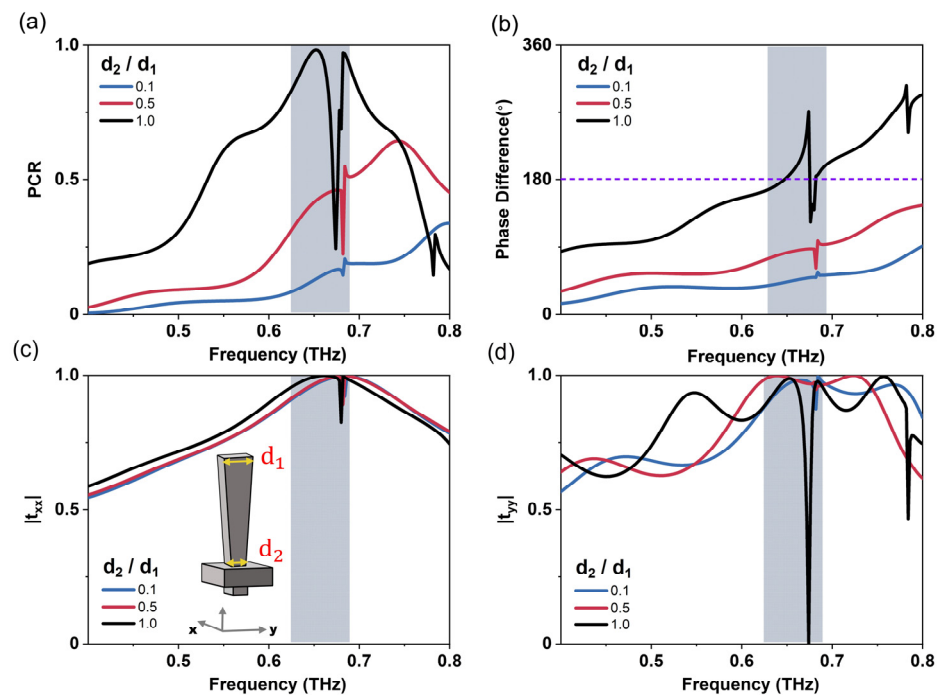 (a)
1.0
0.5
0
PCR
d₂ / d₁
0.1
0.5
1.0
0.5
0.6
0.7
0.8
Frequency (THz)
(b)
360
180
0
Phase Difference(°)
d₂ / d₁
0.1
0.5
1.0
0.5
0.6
0.7
0.8
Frequency (THz)
(c)
1.0
0.5
0
|tₓₓ|
d₁
d₂
x
y
d₂ / d₁
0.1
0.5
1.0
0.5
0.6
0.7
0.8
Frequency (THz)
(d)
1.0
0.5
0
|t_yy|
d₂ / d₁
0.1
0.5
1.0
0.5
0.6
0.7
0.8
Frequency (THz)